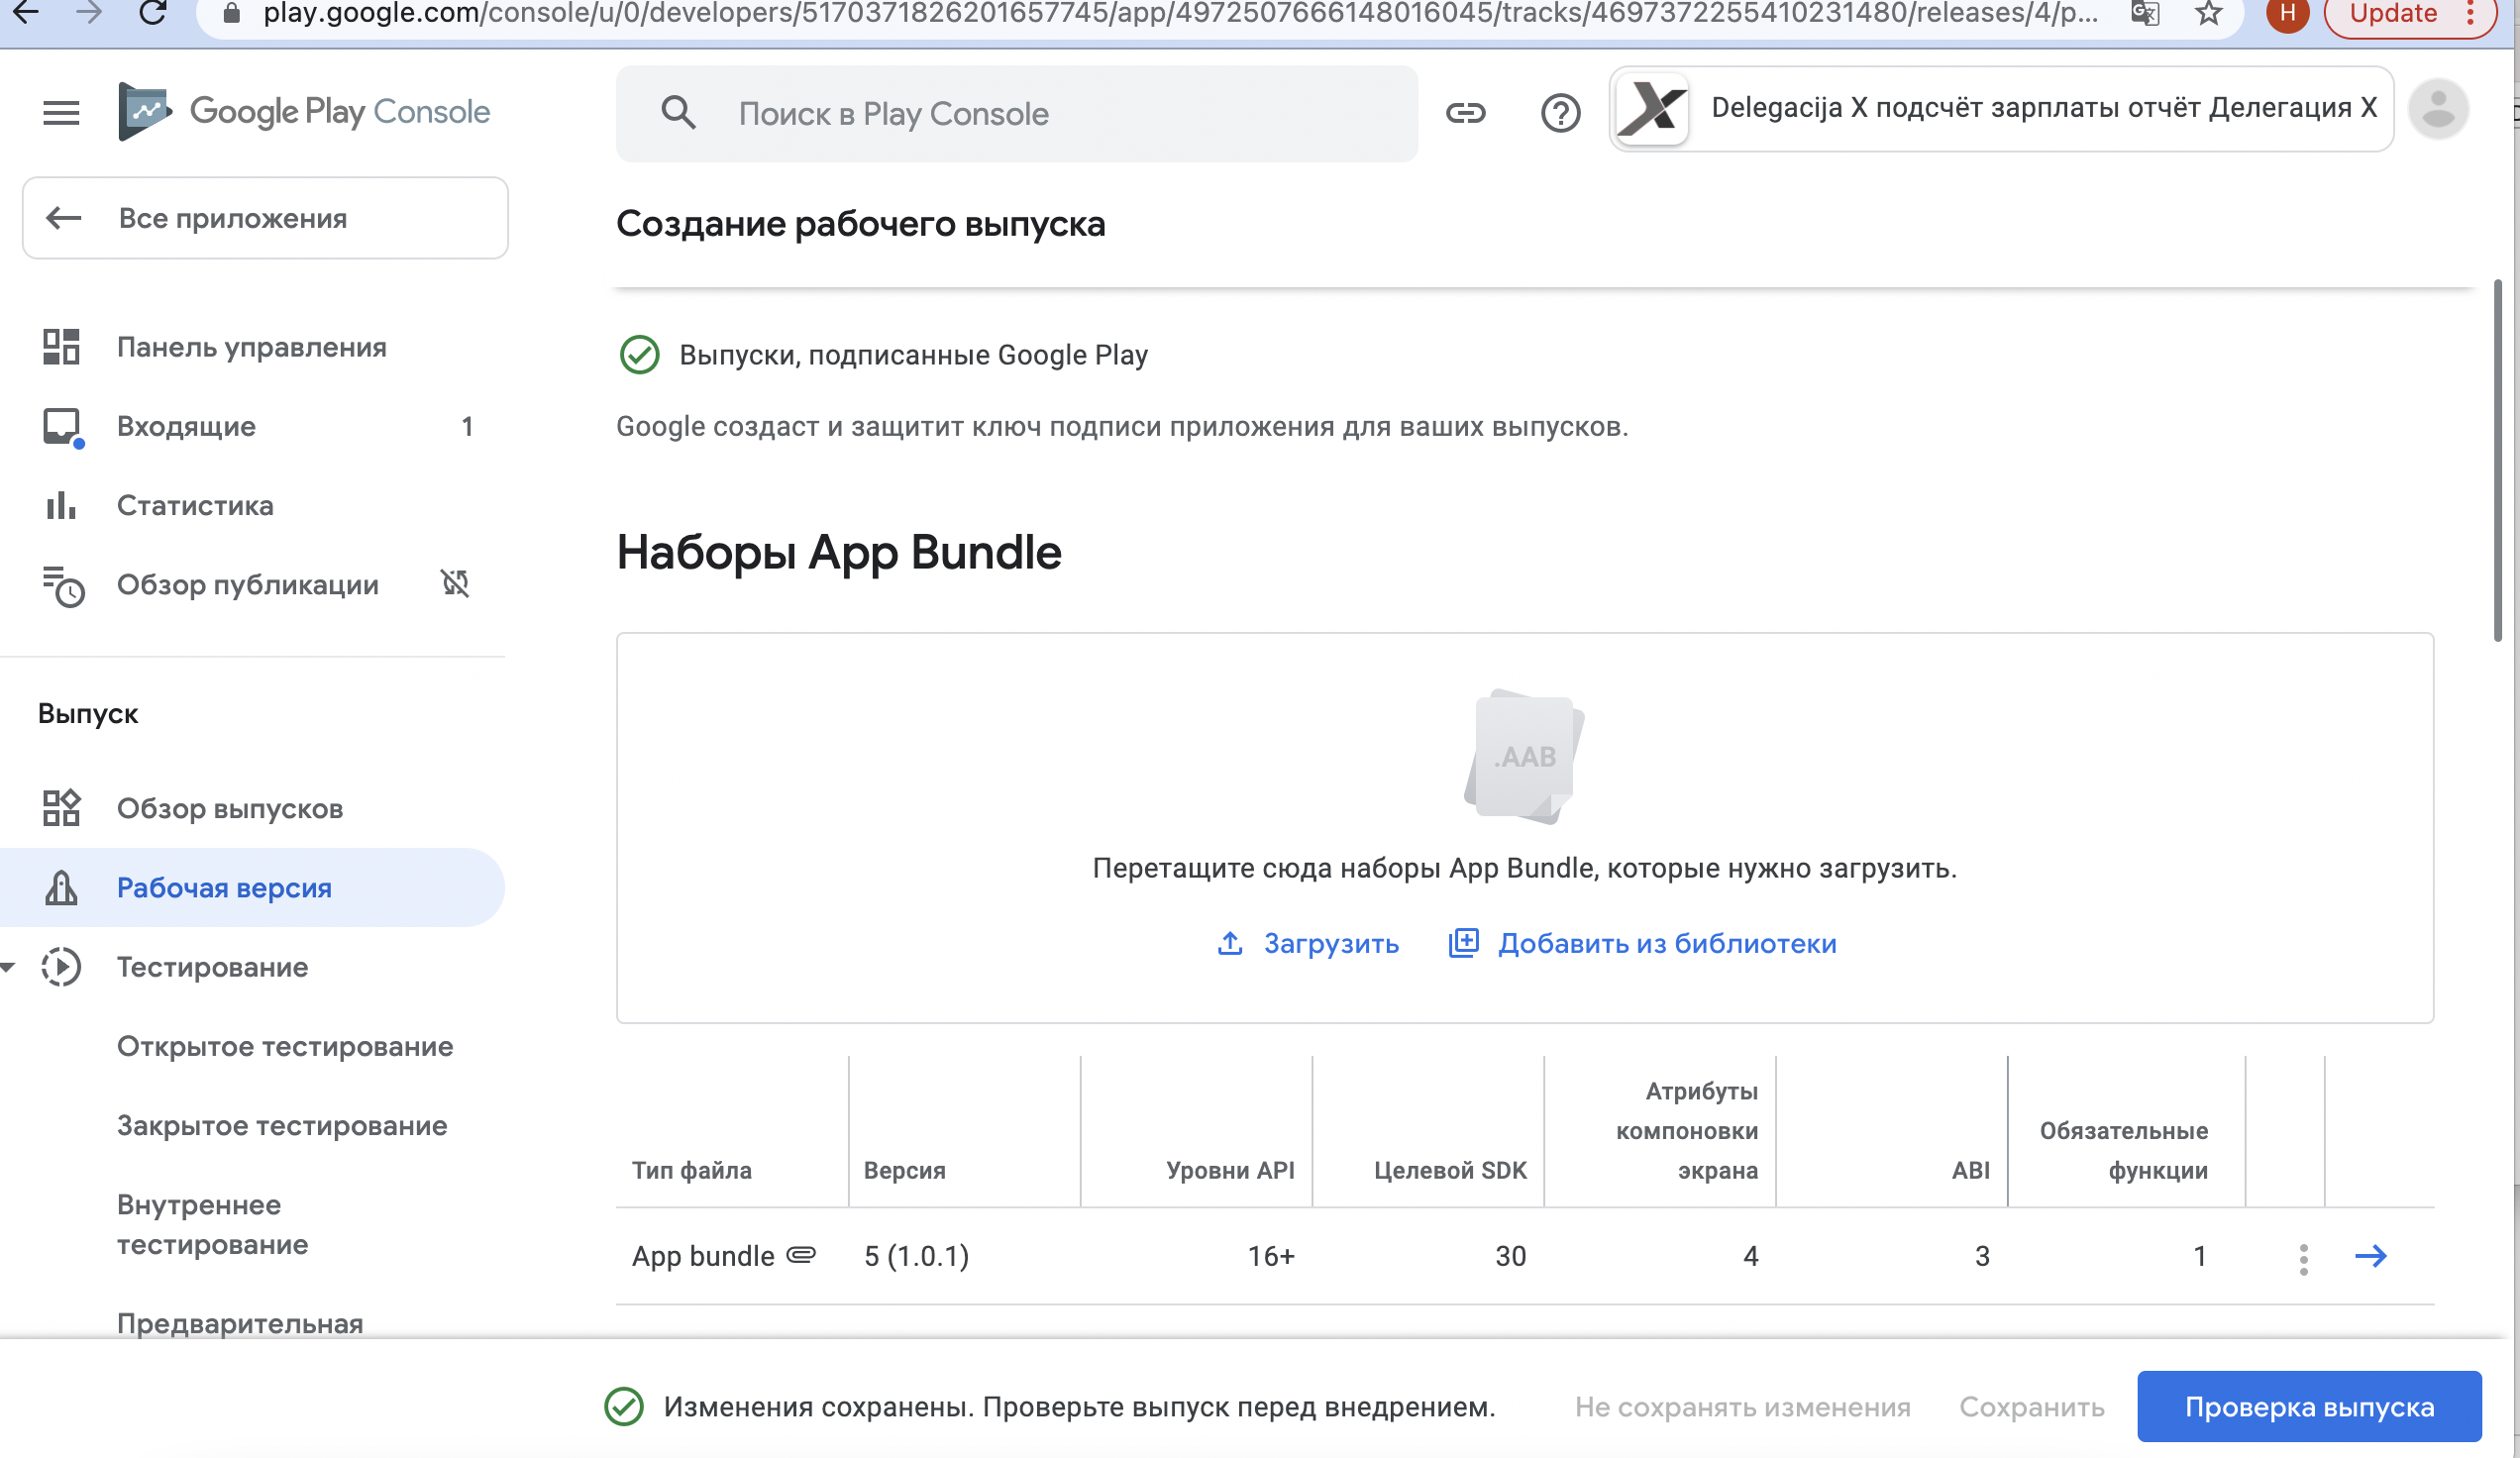 play.google.com/console/u/0/developers/5170371826201657745/app/4972507666148016045/tracks/4697372255410231480/releases/4/p...
H
Update
Google Play Console
Поиск в Play Console
Delegacija X подсчёт зарплаты отчёт Делегация X
Все приложения
Создание рабочего выпуска
Панель управления
Входящие 1
Статистика
Обзор публикации
Выпуск
Обзор выпусков
Рабочая версия
Тестирование
Открытое тестирование
Закрытое тестирование
Внутреннее
тестирование
Предварительная
Выпуски, подписанные Google Play
Google создаст и защитит ключ подписи приложения для ваших выпусков.
Наборы App Bundle
.AAB
Перетащите сюда наборы App Bundle, которые нужно загрузить.
Загрузить Добавить из библиотеки
Тип файла Версия Уровни API Целевой SDK Атрибуты компоновки экрана ABI Обязательные функции
App bundle 5 (1.0.1) 16+ 30 4 3 1
Изменения сохранены. Проверьте выпуск перед внедрением. Не сохранять изменения Сохранить Проверка выпуска